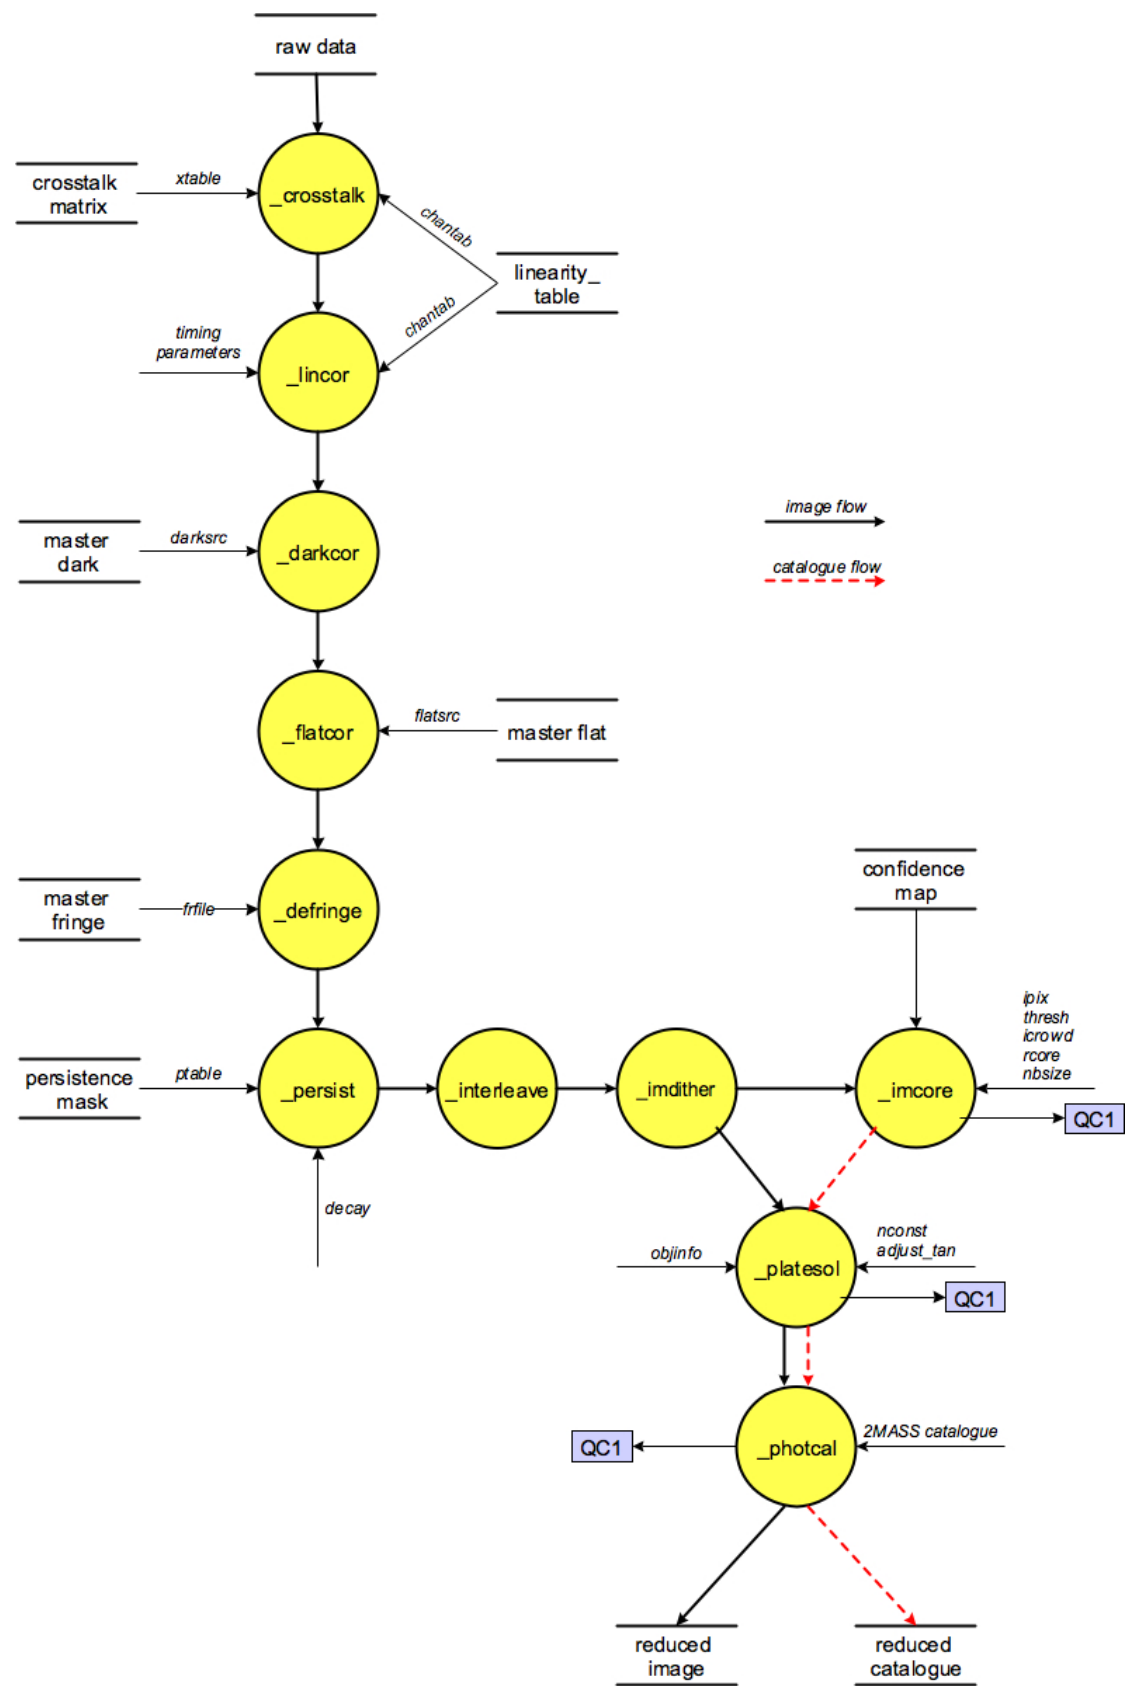 raw data
crosstalk
matrix
xtable
_crosstalk
chantab
linearity_
table
chantab
timing
parameters
_lincor
image flow
master
dark
darksrc
_darkcor
catalogue flow
_flatcor
flatsrc
master flat
confidence
map
master
fringe
frfile
_defringe
ipix
thresh
icrowd
rcore
nbsize
persistence
mask
ptable
_persist
_interleave
_imdither
_imcore
QC1
decay
objinfo
_platesol
nconst
adjust_tan
QC1
QC1
_photcal
2MASS catalogue
reduced
image
reduced
catalogue